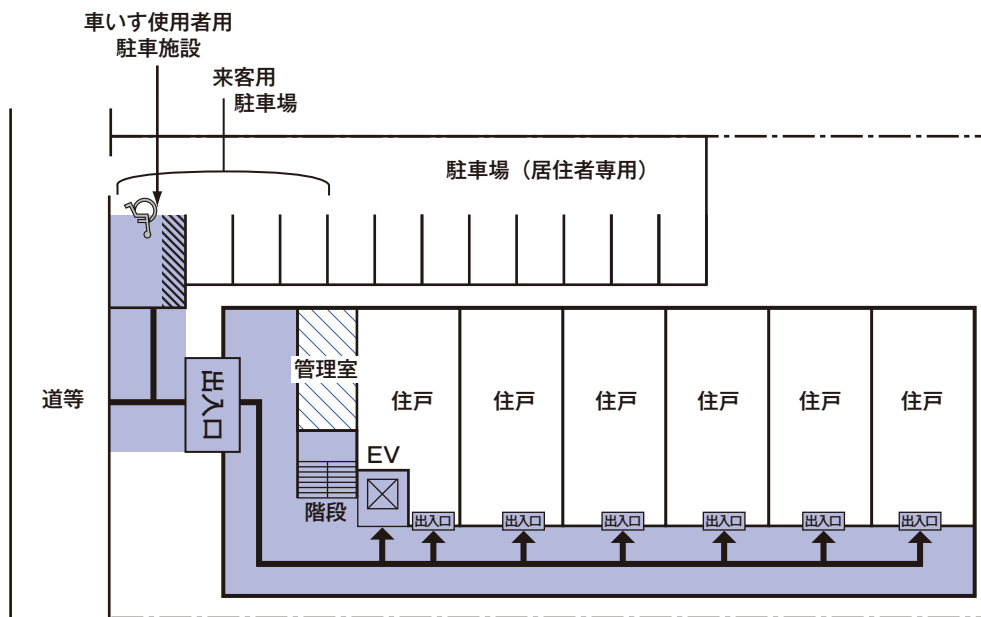 車いす使用者用
駐車施設
来客用
駐車場
駐車場（居住者専用）
道等
出入口
管理室
住戸
住戸
住戸
住戸
住戸
住戸
EV
階段
出入口
出入口
出入口
出入口
出入口
出入口